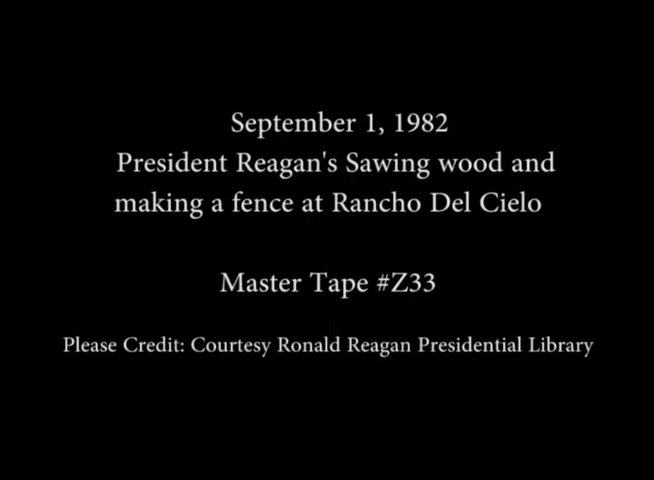 September 1, 1982
President Reagan's Sawing wood and
making a fence at Rancho Del Cielo
Master Tape #Z33
Please Credit: Courtesy Ronald Reagan Presidential Library